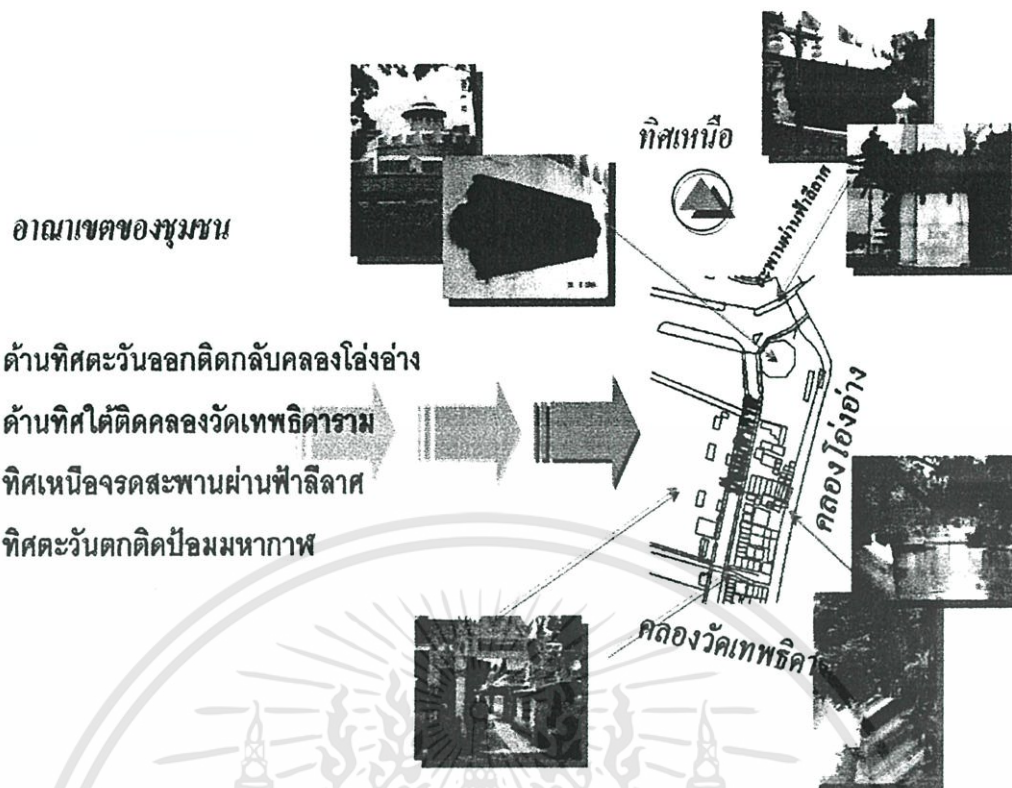 ทิศเหนือ
สะพานผ่านฟ้าลีลาศ
อาณาเขตของชุมชน
ด้านทิศตะวันออกติดกลับคลองโอ่งอ่าง
ด้านทิศใต้ติดคลองวัดเทพธิดาราม
ทิศเหนือจรดสะพานผ่านฟ้าลีลาศ
ทิศตะวันตกติดป้อมมหากาฬ
คลองโอ่งอ่าง
คลองวัดเทพธิดา